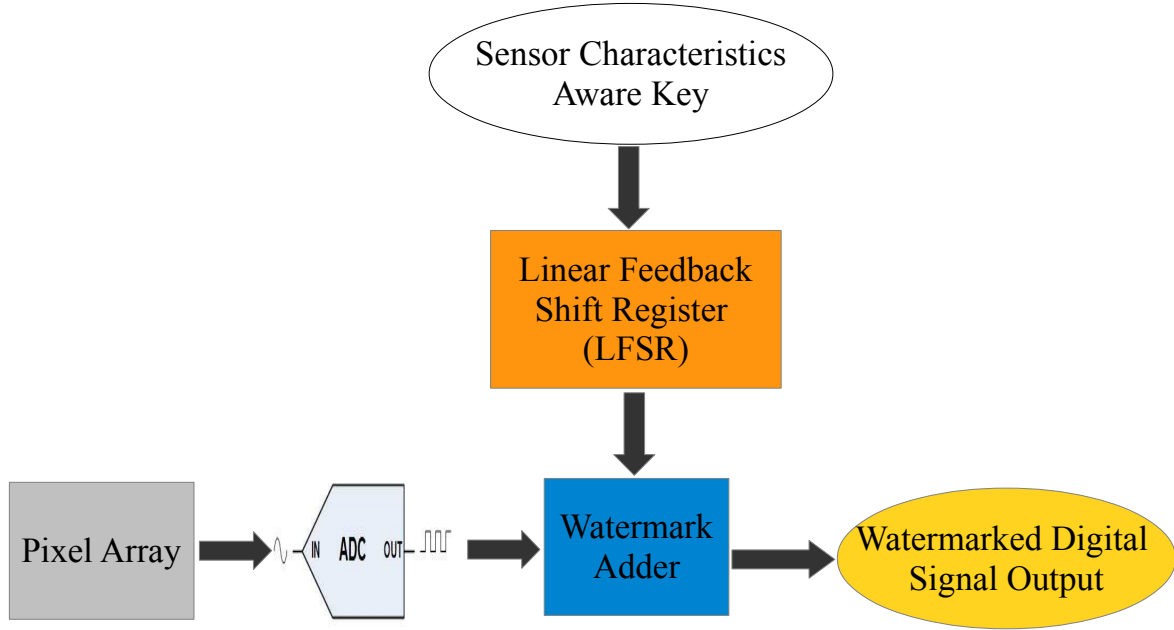 Sensor Characteristics
Aware Key
Linear Feedback
Shift Register
(LFSR)
Pixel Array
IN
ADC
OUT
Watermark
Adder
Watermarked Digital
Signal Output